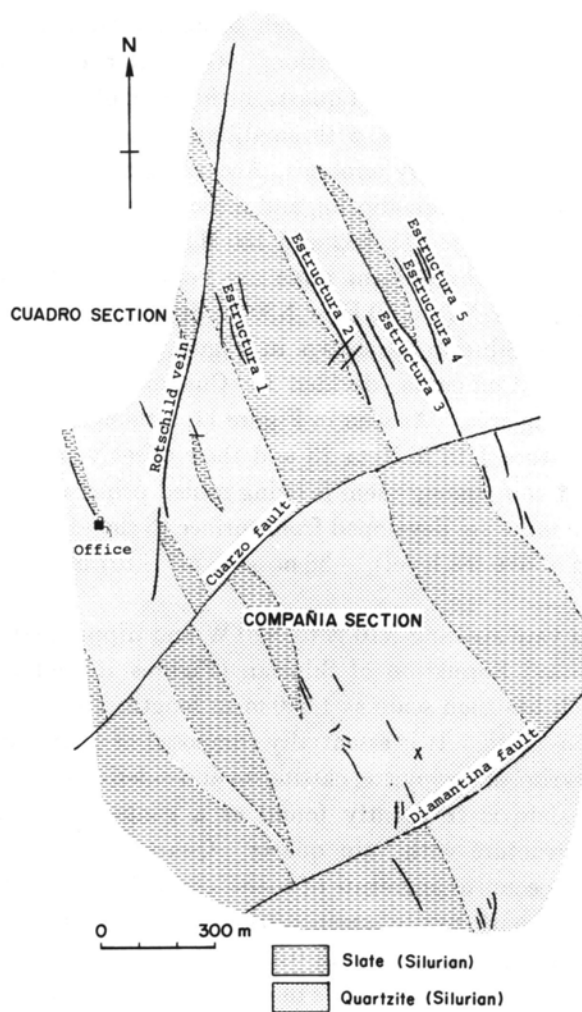 N
CUADRO SECTION
Estructura 1
Estructura 2
Estructura 3
Estructura 4
Estructura 5
Rotschild vein
Office
Cuarzo fault
COMPAÑIA SECTION
Diamantina fault
0 300 m
Slate (Silurian)
Quartzite (Silurian)